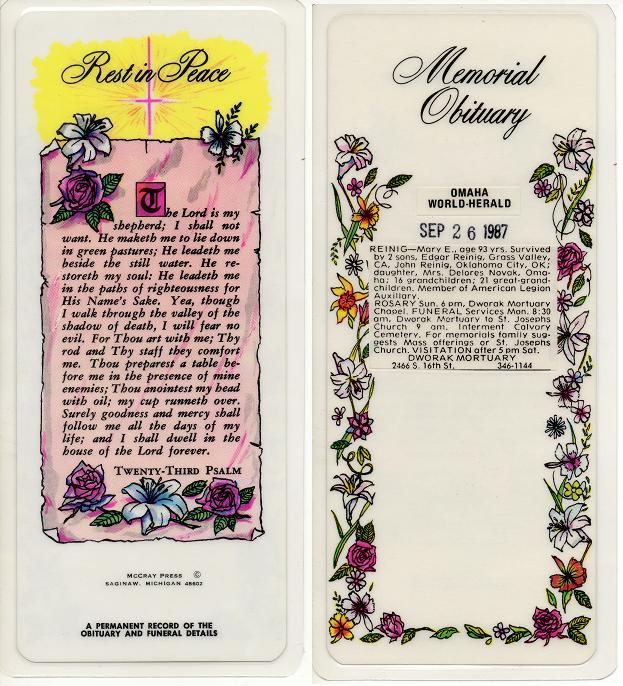 Rest in Peace
The Lord is my
shepherd; I shall not
want. He maketh me to lie down
in green pastures; He leadeth me
beside the still water. He re-
storeth my soul: He leadeth me
in the paths of righteousness for
His Name's Sake. Yea, though
I walk through the valley of the
shadow of death, I will fear no
evil. For Thou art with me; Thy
rod and Thy staff they comfort
me. Thou preparest a table be-
fore me in the presence of mine
enemies; Thou anointest my head
with oil; my cup runneth over.
Surely goodness and mercy shall
follow me all the days of my
life; and I shall dwell in the
house of the Lord forever.
TWENTY-THIRD PSALM
MCCRAY PRESS ©
SAGINAW, MICHIGAN 48602
A PERMANENT RECORD OF THE
OBITUARY AND FUNERAL DETAILS
Memorial
Obituary
OMAHA
WORLD-HERALD
SEP 26 1987
REINIG—Mary E., age 93 yrs. Survived
by 2 sons, Edgar Reinig, Grass Valley,
CA, John Reinig, Oklahoma City, OK;
daughter, Mrs. Delores Novak, Oma-
ha; 16 grandchildren; 21 great-grand-
children. Member of American Legion
Auxillary.
ROSARY Sun. 6 pm, Dworak Mortuary
Chapel. FUNERAL Services Mon. 8:30
am. Dworak Mortuary to St. Josephs
Church 9 am. Interment Calvary
Cemetery. For memorials family sug-
gests Mass offerings or St. Josephs
Church. VISITATION after 5 pm Sat.
DWORAK MORTUARY
2466 S. 16th St. 346-1144